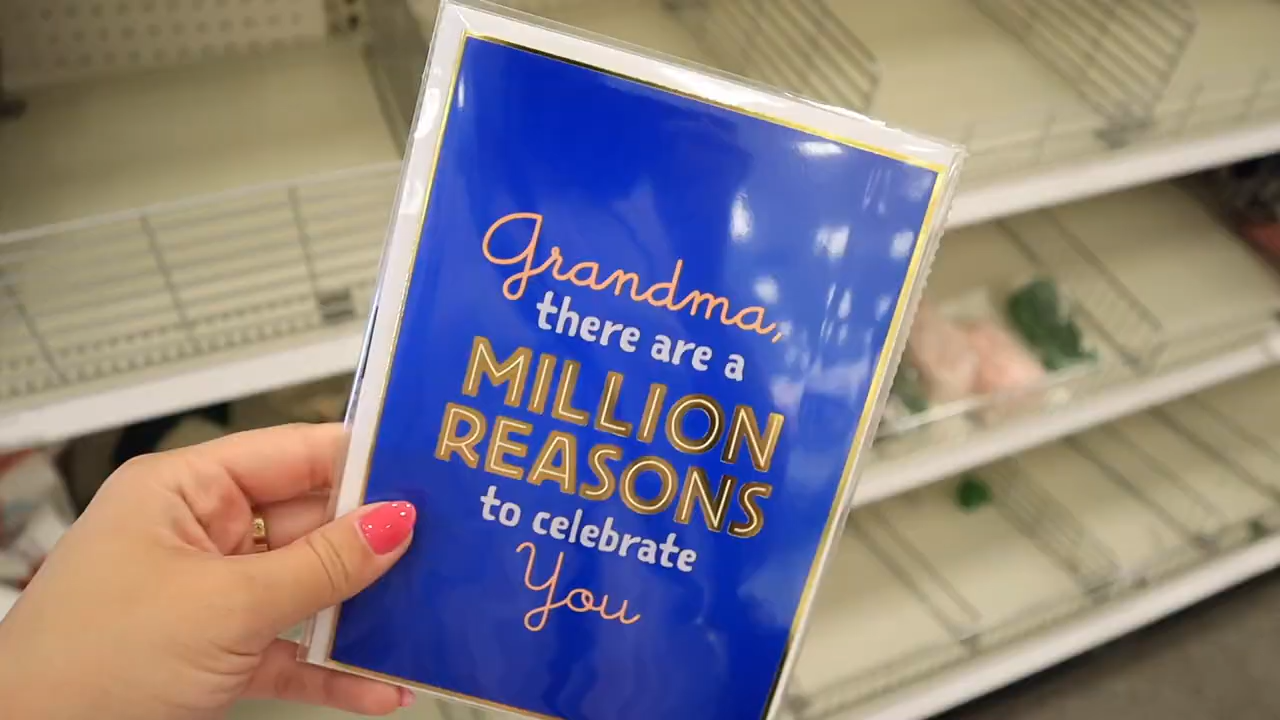 Grandma,
there are a
MILLION
REASONS
to celebrate
You